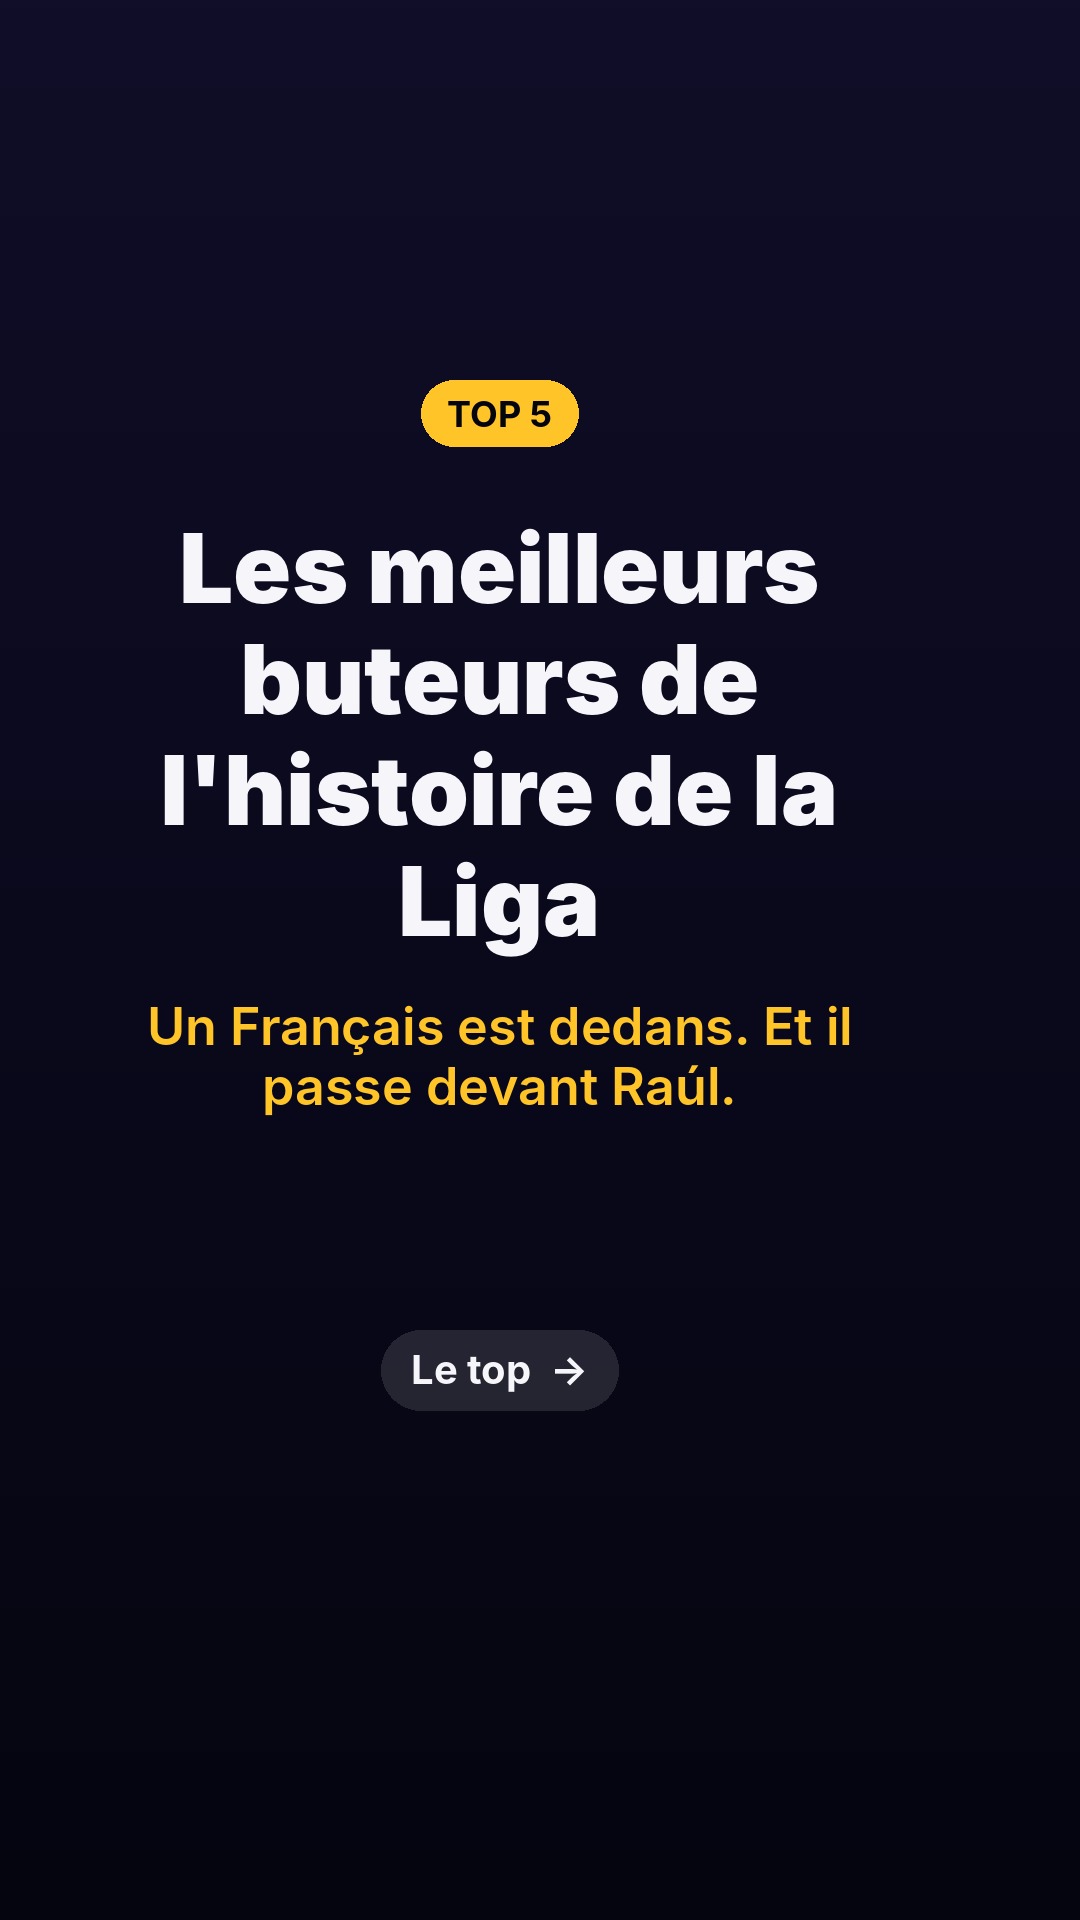 TOP 5
Les meilleurs
buteurs de
l'histoire de la
Liga
Un Français est dedans. Et il
passe devant Raúl.
Le top →